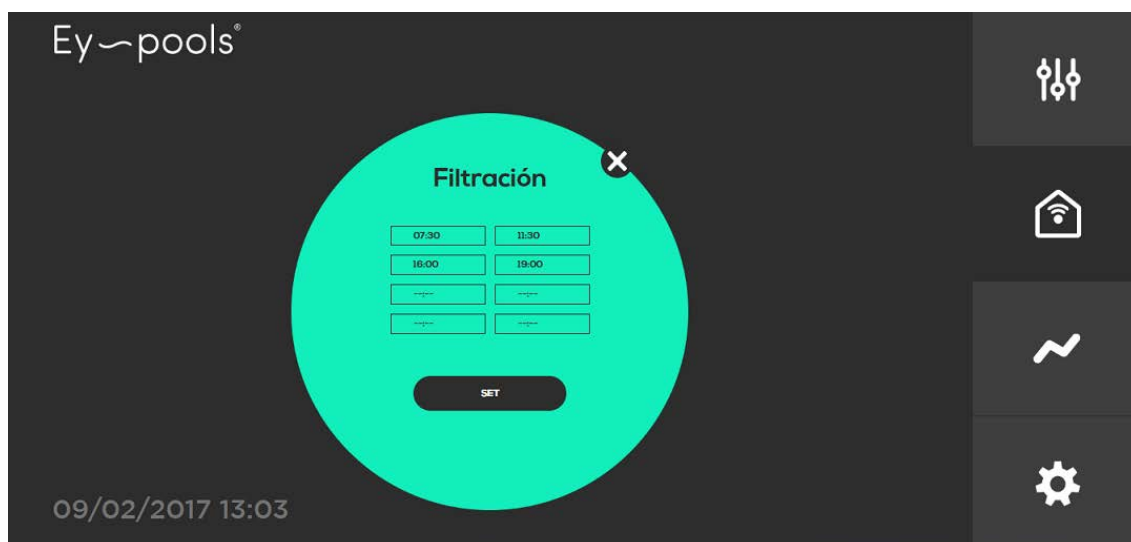 Ey-pools®
Filtración
07:30 11:30
16:00 19:00
--:-- --:--
--:-- --:--
SET
09/02/2017 13:03